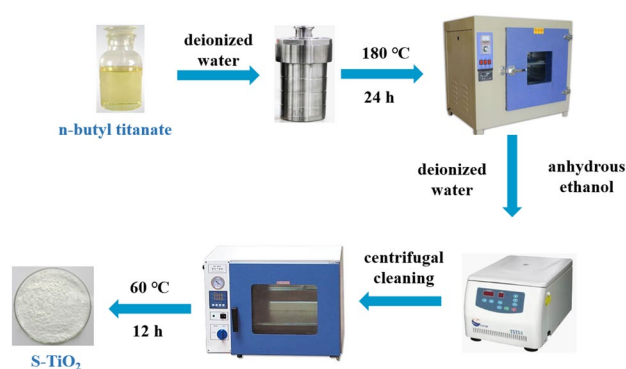 deionized
water
180 ℃
24 h
n-butyl titanate
deionized
water
anhydrous
ethanol
centrifugal
cleaning
60 ℃
12 h
S-TiO₂